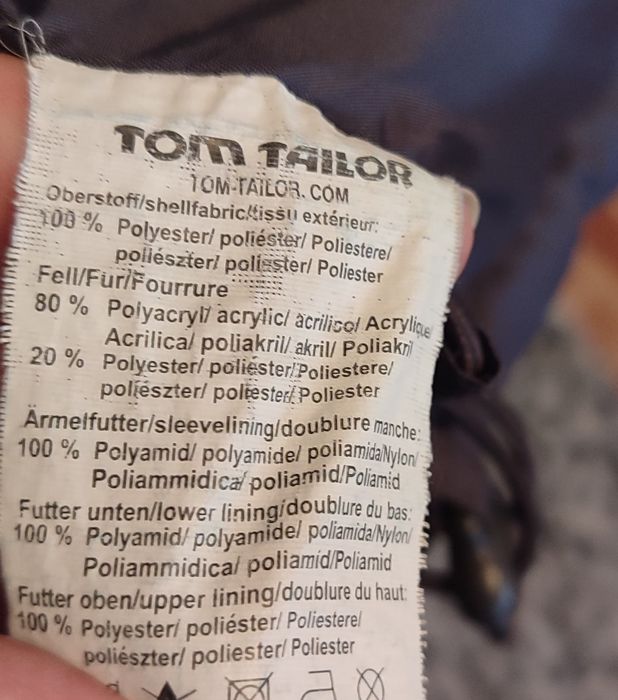 TOM TAILOR
TOM-TAILOR.COM
Oberstoff/shellfabric/tissu extérieur:
100 % Polyester/ poliéster/ Poliestere/
poliészter/ poliester/ Poliester
Fell/Fur/Fourrure
80 % Polyacryl/ acrylic/ acrilico/ Acrylique/
Acrilica/ poliakril/ akril/ Poliakril
20 % Polyester/ poliéster/ Poliestere/
poliészter/ poliester/ Poliester
Ärmelfutter/sleevelining/doublure manche:
100 % Polyamid/ polyamide/ poliamida/Nylon/
Poliammidica/ poliamid/Poliamid
Futter unten/lower lining/doublure du bas:
100 % Polyamid/ polyamide/ poliamida/Nylon/
Poliammidica/ poliamid/Poliamid
Futter oben/upper lining/doublure du haut:
100 % Polyester/ poliéster/ Poliestere/
poliészter/ poliester/ Poliester